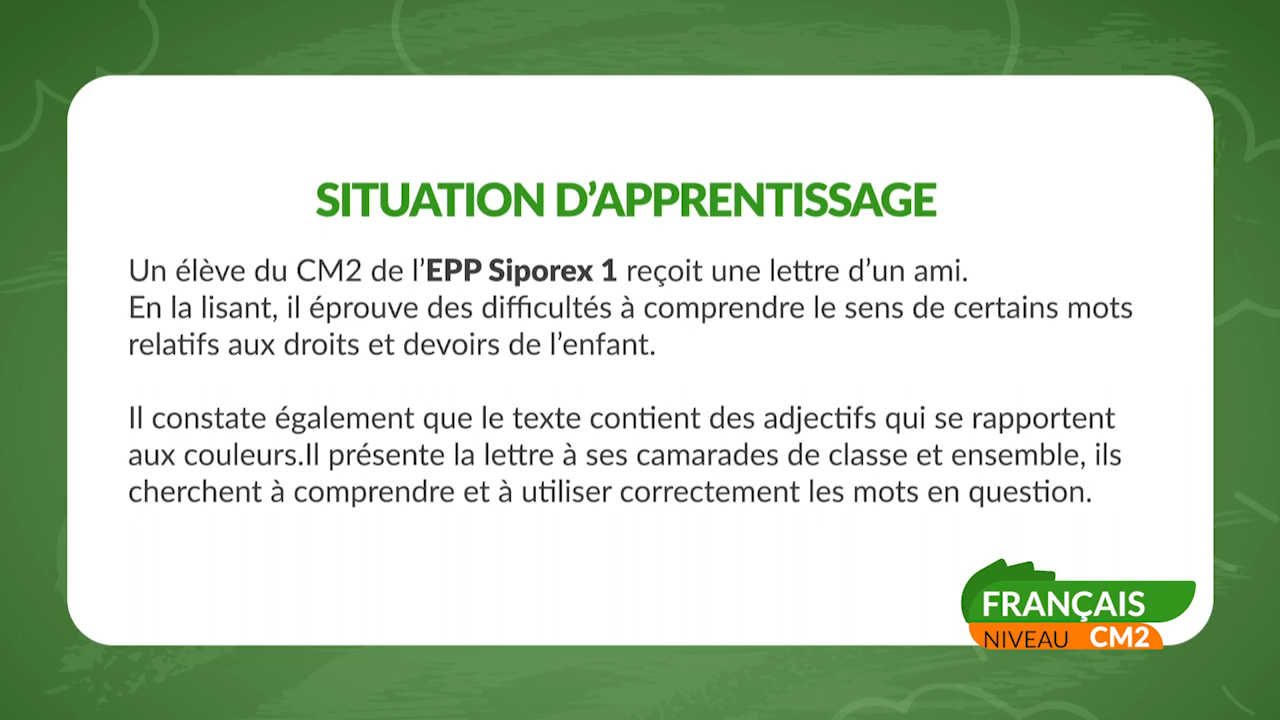 SITUATION D’APPRENTISSAGE
Un élève du CM2 de l’EPP Siporex 1 reçoit une lettre d’un ami.
En la lisant, il éprouve des difficultés à comprendre le sens de certains mots
relatifs aux droits et devoirs de l’enfant.
Il constate également que le texte contient des adjectifs qui se rapportent
aux couleurs.Il présente la lettre à ses camarades de classe et ensemble, ils
cherchent à comprendre et à utiliser correctement les mots en question.
FRANÇAIS
NIVEAU CM2